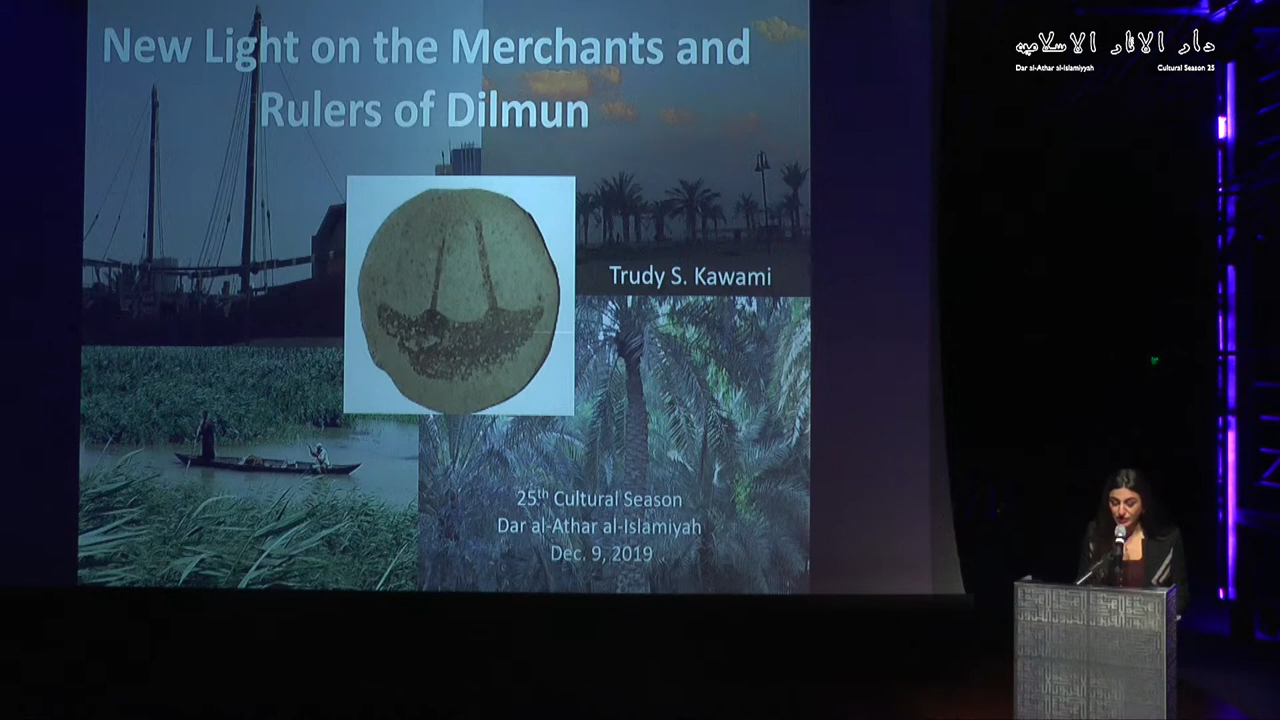 New Light on the Merchants and
Rulers of Dilmun
Trudy S. Kawami
25th Cultural Season
Dar al-Athar al-Islamiyah
Dec. 9, 2019
دار الآثار الإسلامية
Dar al-Athar al-Islamiyyah
Cultural Season 25